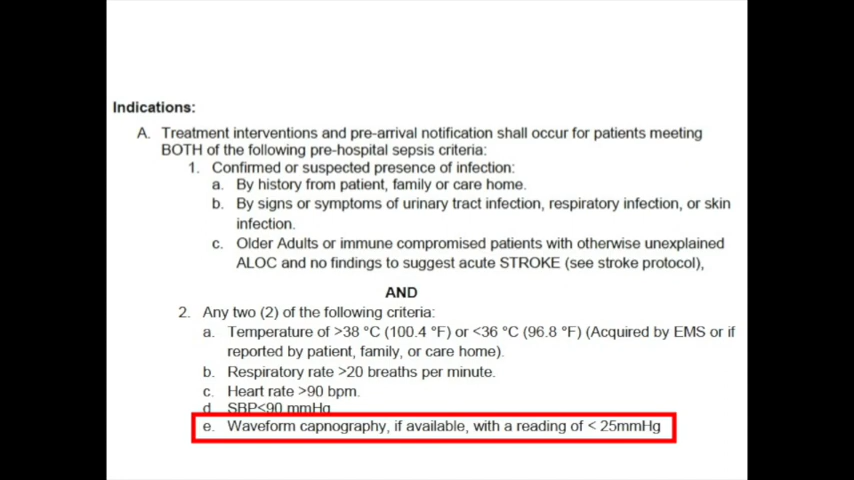 Indications:
A. Treatment interventions and pre-arrival notification shall occur for patients meeting
BOTH of the following pre-hospital sepsis criteria:
1. Confirmed or suspected presence of infection:
a. By history from patient, family or care home.
b. By signs or symptoms of urinary tract infection, respiratory infection, or skin
infection.
c. Older Adults or immune compromised patients with otherwise unexplained
ALOC and no findings to suggest acute STROKE (see stroke protocol),
AND
2. Any two (2) of the following criteria:
a. Temperature of >38 °C (100.4 °F) or <36 °C (96.8 °F) (Acquired by EMS or if
reported by patient, family, or care home).
b. Respiratory rate >20 breaths per minute.
c. Heart rate >90 bpm.
d. SBP<90 mmHg
e. Waveform capnography, if available, with a reading of < 25mmHg